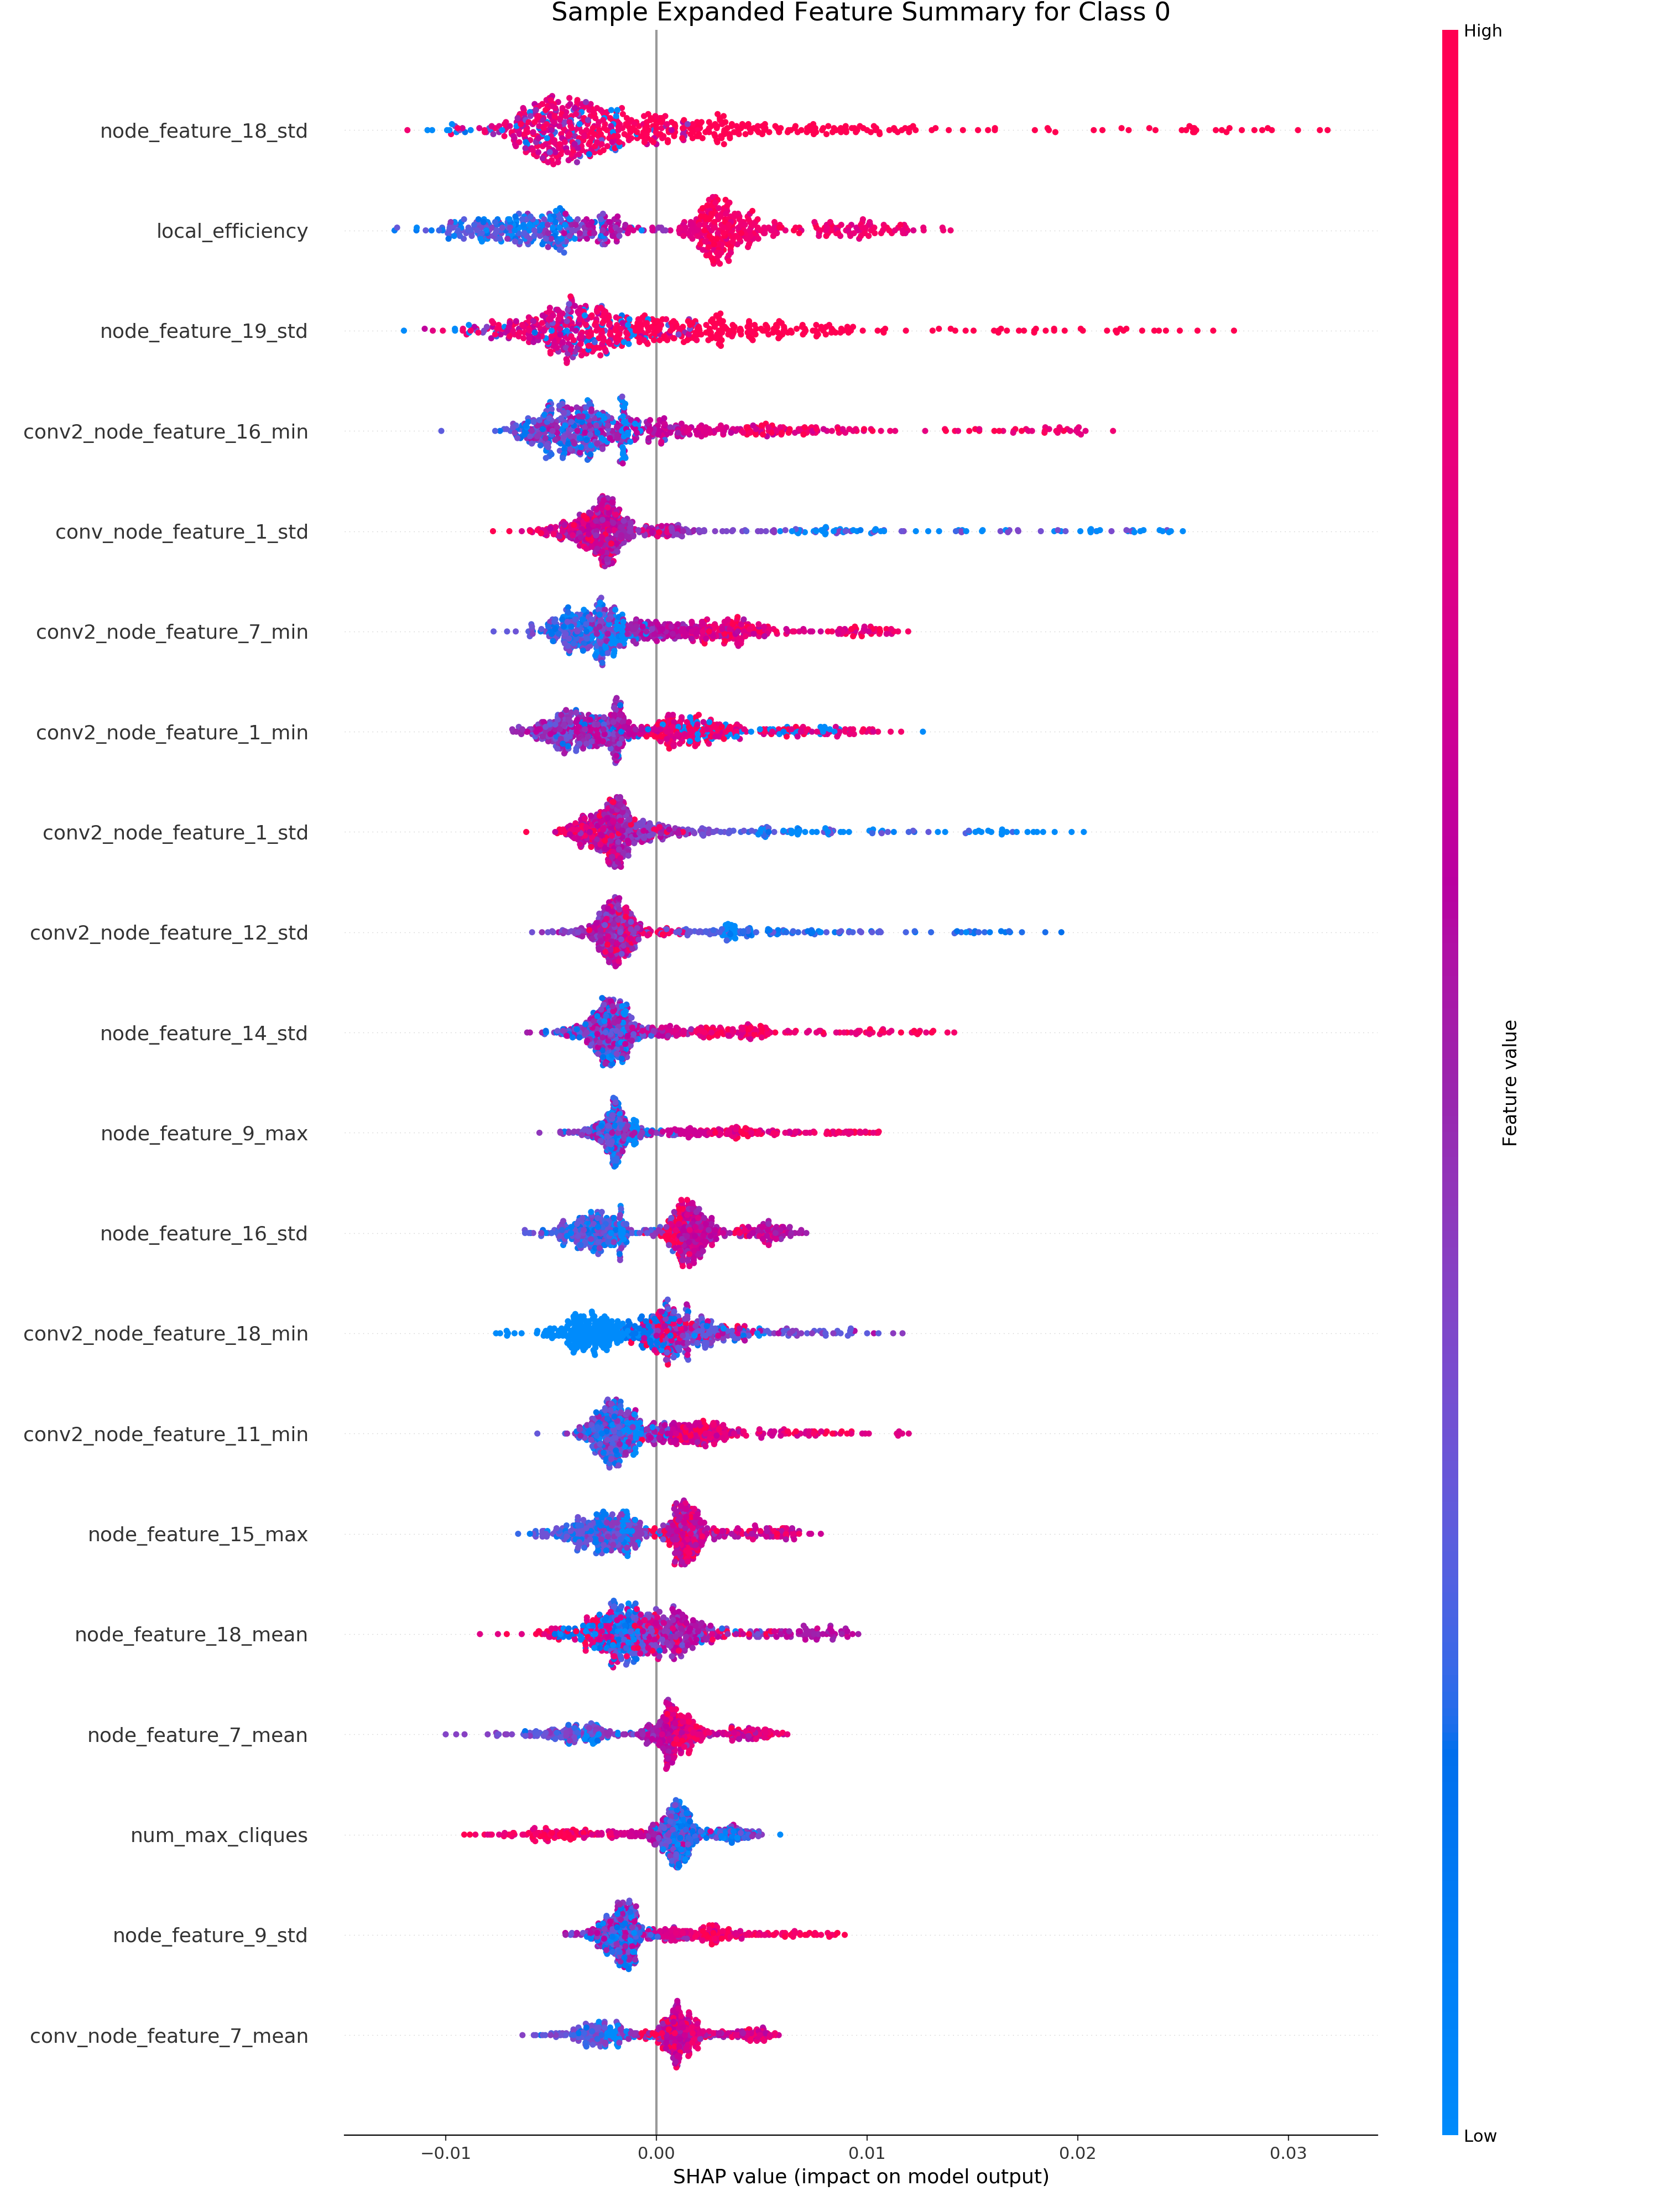 Sample Expanded Feature Summary for Class 0
High
node_feature_18_std
local_efficiency
node_feature_19_std
conv2_node_feature_16_min
conv_node_feature_1_std
conv2_node_feature_7_min
conv2_node_feature_1_min
conv2_node_feature_1_std
conv2_node_feature_12_std
node_feature_14_std
node_feature_9_max
node_feature_16_std
conv2_node_feature_18_min
conv2_node_feature_11_min
node_feature_15_max
node_feature_18_mean
node_feature_7_mean
num_max_cliques
node_feature_9_std
conv_node_feature_7_mean
Feature value
Low
−0.01 0.00 0.01 0.02 0.03
SHAP value (impact on model output)